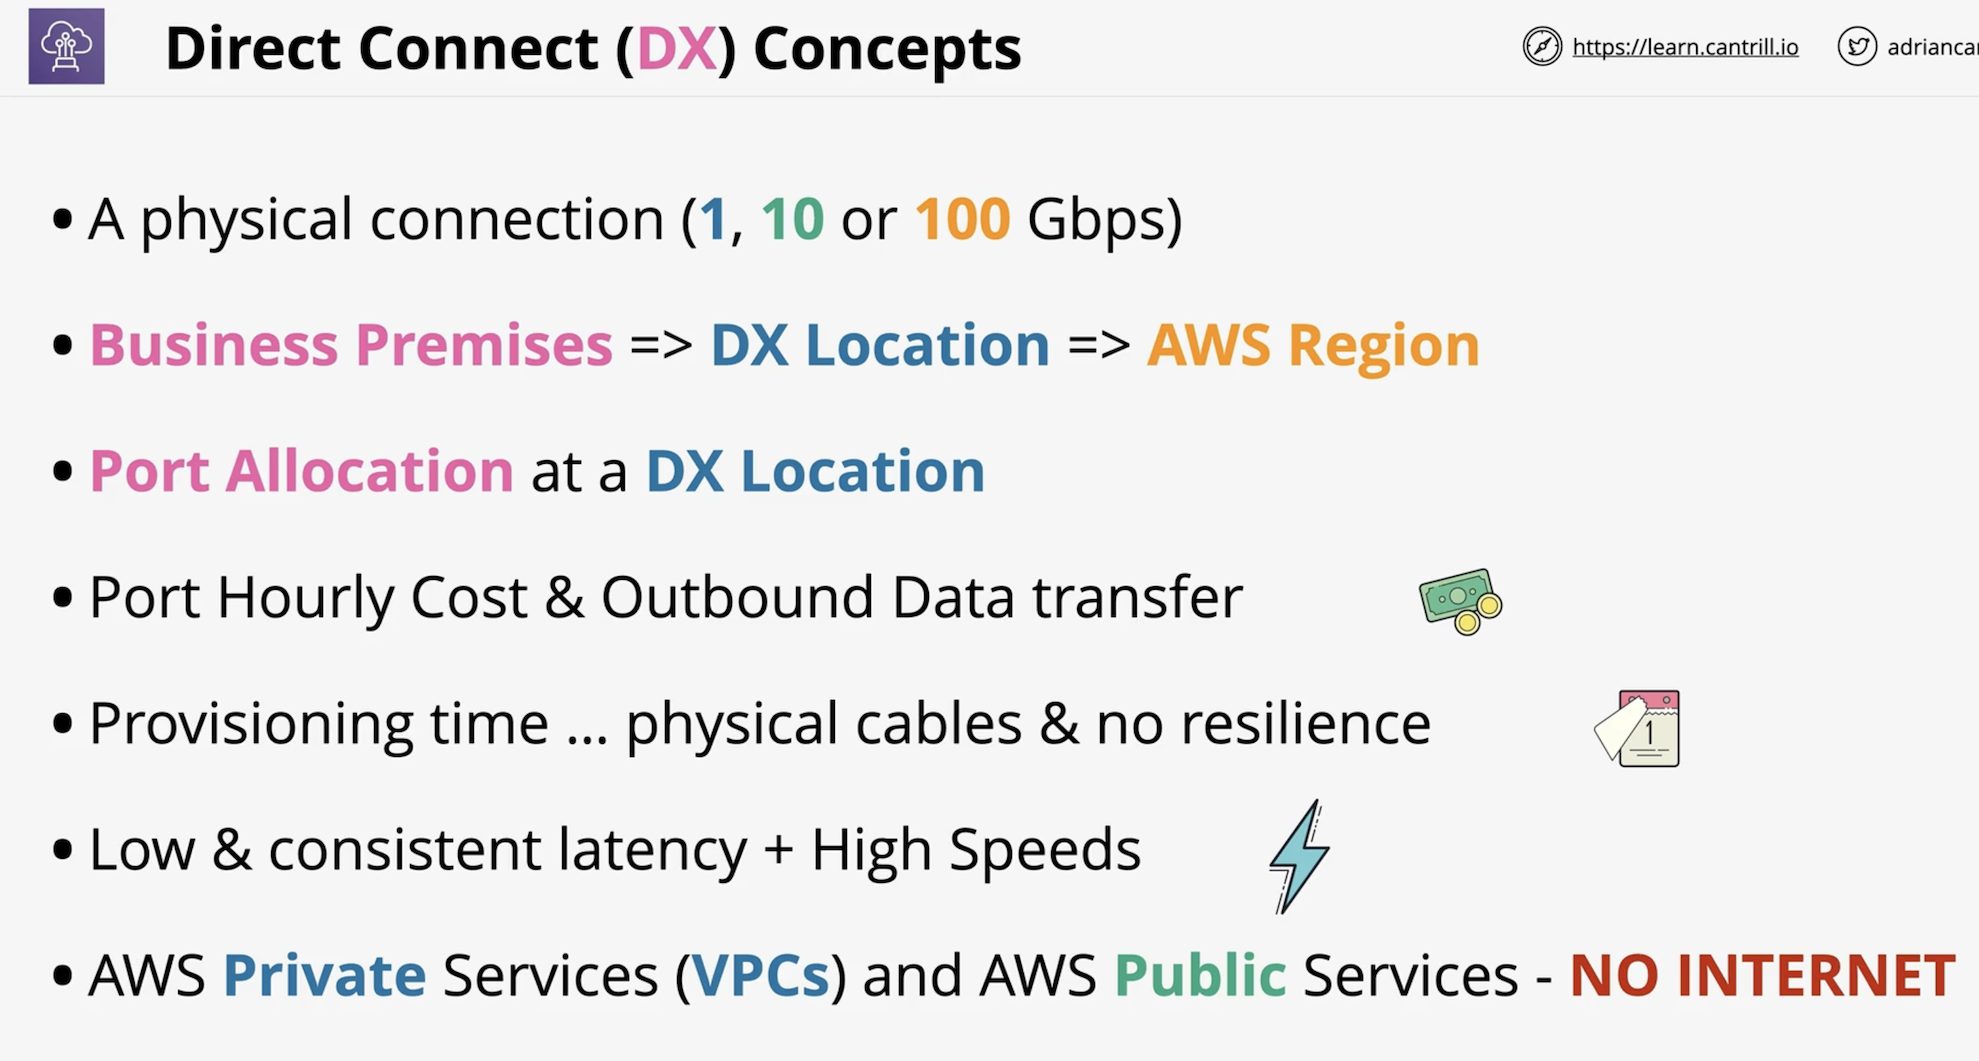 Direct Connect (DX) Concepts
https://learn.cantrill.io
adrianca
• A physical connection (1, 10 or 100 Gbps)
• Business Premises => DX Location => AWS Region
• Port Allocation at a DX Location
• Port Hourly Cost & Outbound Data transfer
• Provisioning time ... physical cables & no resilience
1
• Low & consistent latency + High Speeds
• AWS Private Services (VPCs) and AWS Public Services - NO INTERNET